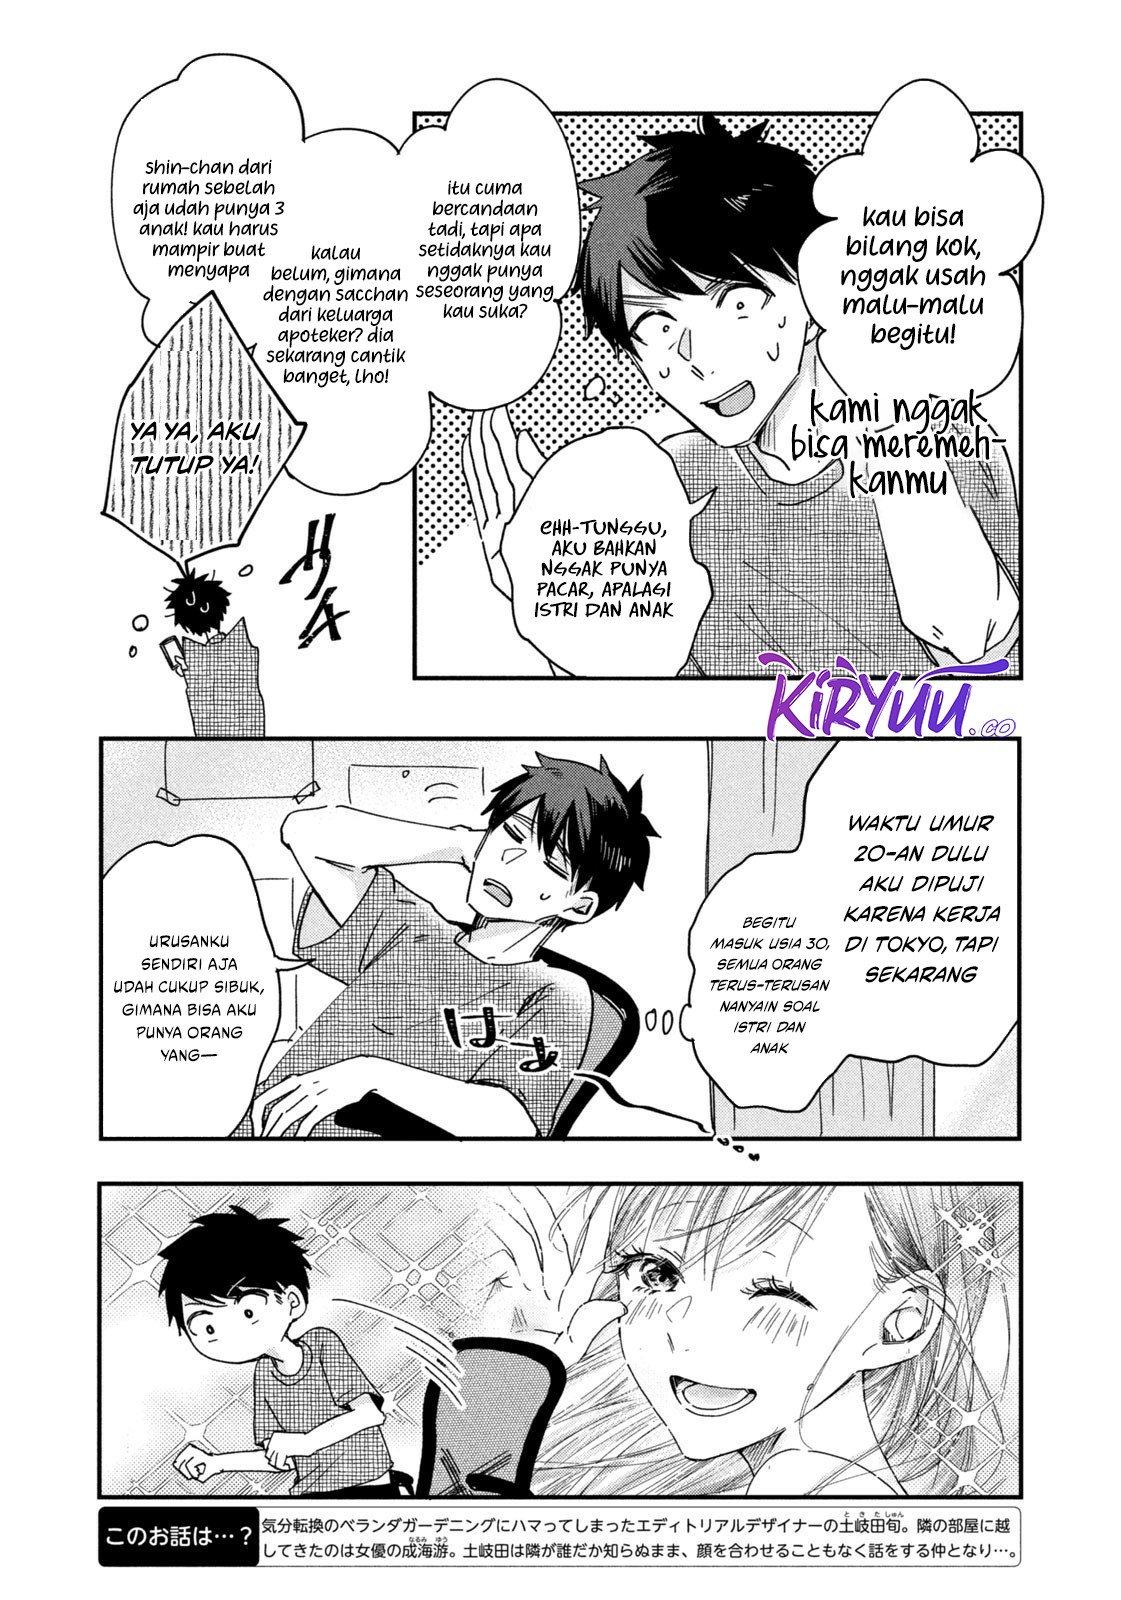 kau bisa
bilang kok,
nggak usah
malu-malu
begitu!
kami nggak
bisa meremeh-
kanmu
EHH-TUNGGU,
AKU BAHKAN
NGGAK PUNYA
PACAR, APALAGI
ISTRI DAN ANAK
itu cuma
bercandaan
tadi, tapi apa
setidaknya kau
nggak punya
seseorang yang
kau suka?
kalau
belum, gimana
dengan sacchan
dari keluarga
apoteker? dia
sekarang cantik
banget, lho!
shin-chan dari
rumah sebelah
aja udah punya 3
anak! kau harus
mampir buat
menyapa
YA YA, AKU
TUTUP YA!
KIRYUU.CO
WAKTU UMUR
20-AN DULU
AKU DIPUJI
KARENA KERJA
DI TOKYO, TAPI
SEKARANG
BEGITU
MASUK USIA 30,
SEMUA ORANG
TERUS-TERUSAN
NANYAIN SOAL
ISTRI DAN
ANAK
はぁぁ
URUSANKU
SENDIRI AJA
UDAH CUKUP SIBUK,
GIMANA BISA AKU
PUNYA ORANG
YANG—
このお話は…？
気分転換のベランダガーデニングにハマってしまったエディトリアルデザイナーの土岐田旬。隣の部屋に越
してきたのは女優の成海游。土岐田は隣が誰だか知らぬまま、顔を合わせることもなく話をする仲となり…。